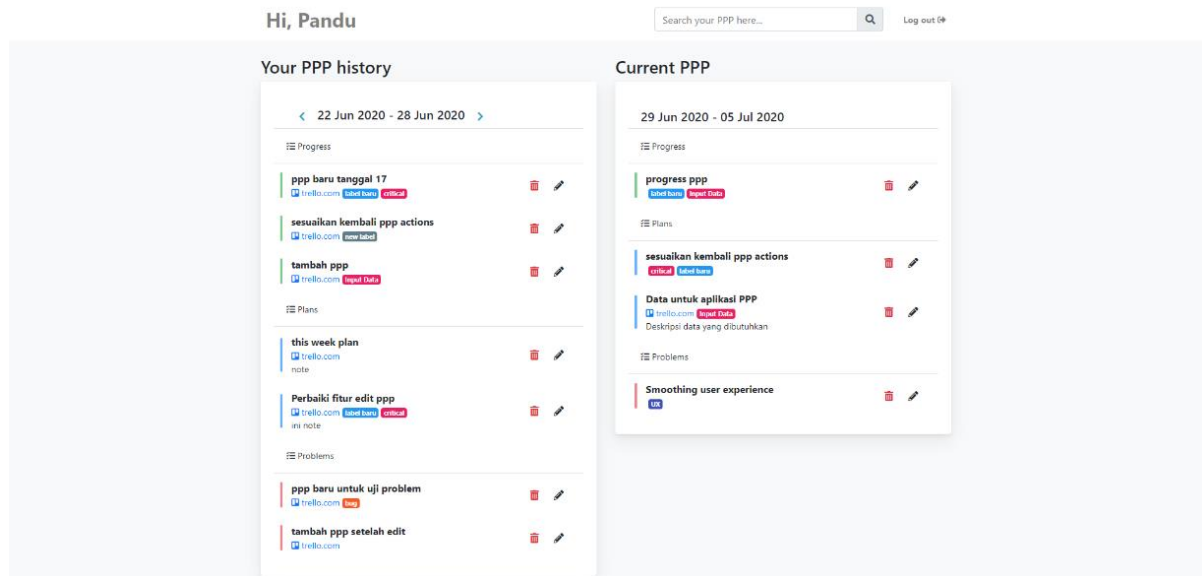 Hi, Pandu
Search your PPP here...
Log out
Your PPP history
22 Jun 2020 - 28 Jun 2020
Progress
ppp baru tanggal 17
trello.com label baru critical
sesuaikan kembali ppp actions
trello.com new label
tambah ppp
trello.com Input Data
Plans
this week plan
trello.com
note
Perbaiki fitur edit ppp
trello.com label baru critical
ini note
Problems
ppp baru untuk uji problem
trello.com bug
tambah ppp setelah edit
trello.com
Current PPP
29 Jun 2020 - 05 Jul 2020
Progress
progress ppp
label baru Input Data
Plans
sesuaikan kembali ppp actions
critical label baru
Data untuk aplikasi PPP
trello.com Input Data
Deskripsi data yang dibutuhkan
Problems
Smoothing user experience
UX